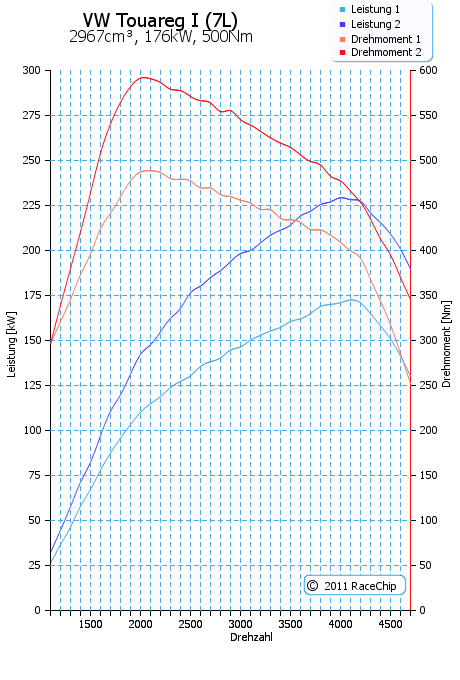 VW Touareg I (7L)
2967cm³, 176kW, 500Nm
Leistung 1
Leistung 2
Drehmoment 1
Drehmoment 2
300
275
250
225
200
175
150
125
100
75
50
25
0
Leistung [kW]
600
550
500
450
400
350
300
250
200
150
100
50
0
Drehmoment [Nm]
1500 2000 2500 3000 3500 4000 4500
Drehzahl
© 2011 RaceChip